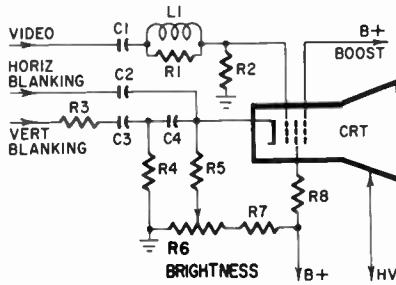 L1
VIDEO
C1
B+
BOOST
R1
HORIZ
BLANKING
C2
R2
R3
VERT
BLANKING
C3
C4
CRT
R4
R5
R8
R7
R6
BRIGHTNESS
B+
HV